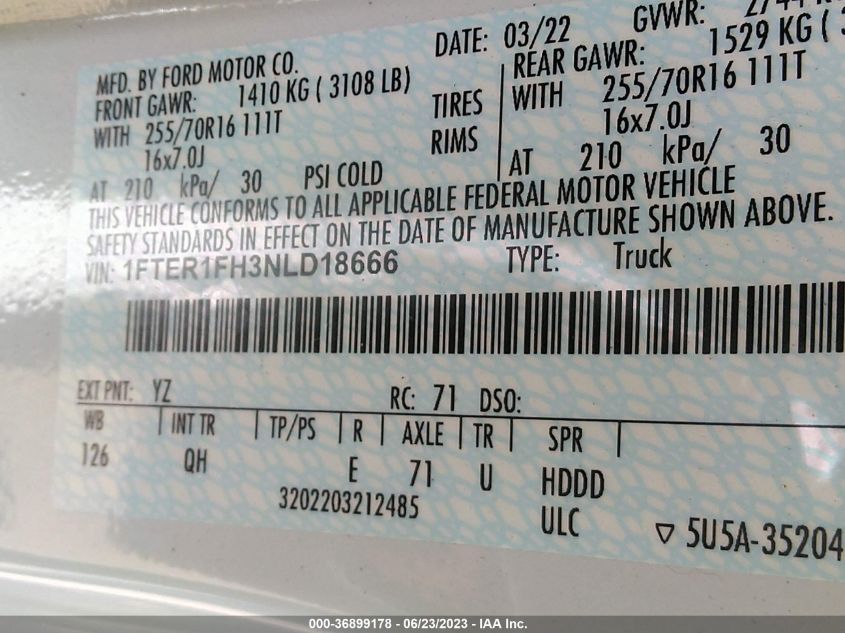 MFD. BY FORD MOTOR CO. DATE: 03/22 GVWR:
FRONT GAWR: 1410 KG ( 3108 LB) REAR GAWR: 1529 KG (
WITH 255/70R16 111T TIRES WITH 255/70R16 111T
16x7.0J RIMS 16x7.0J
AT 210 kPa/ 30 PSI COLD AT 210 kPa/ 30
THIS VEHICLE CONFORMS TO ALL APPLICABLE FEDERAL MOTOR VEHICLE
SAFETY STANDARDS IN EFFECT ON THE DATE OF MANUFACTURE SHOWN ABOVE.
VIN: 1FTER1FH3NLD18666 TYPE: Truck
EXT PNT: YZ RC: 71 DSO:
WB INT TR TP/PS R AXLE TR SPR
126 QH E 71 U HDDD
3202203212485 ULC
▽ 5U5A-35204
000-36899178 - 06/23/2023 - IAA Inc.